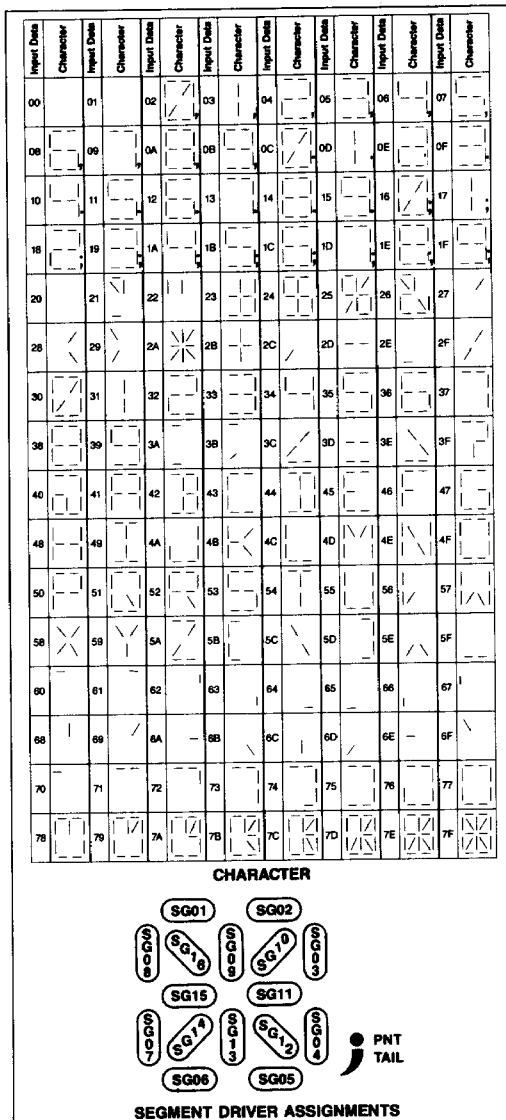 Input Data Character Input Data Character Input Data Character Input Data Character Input Data Character Input Data Character Input Data Character Input Data Character
00 01 02 03 04 05 06 07
08 09 0A 0B 0C 0D 0E 0F
10 11 12 13 14 15 16 17
18 19 1A 1B 1C 1D 1E 1F
20 21 22 23 24 25 26 27
28 29 2A 2B 2C 2D 2E 2F
30 31 32 33 34 35 36 37
38 39 3A 3B 3C 3D 3E 3F
40 41 42 43 44 45 46 47
48 49 4A 4B 4C 4D 4E 4F
50 51 52 53 54 55 56 57
58 59 5A 5B 5C 5D 5E 5F
60 61 62 63 64 65 66 67
68 69 6A 6B 6C 6D 6E 6F
70 71 72 73 74 75 76 77
78 79 7A 7B 7C 7D 7E 7F
CHARACTER
SG01 SG02
SG08 SG16 SG09 SG10 SG03
SG15 SG11
SG07 SG14 SG13 SG12 SG04
PNT
TAIL
SG06 SG05
SEGMENT DRIVER ASSIGNMENTS